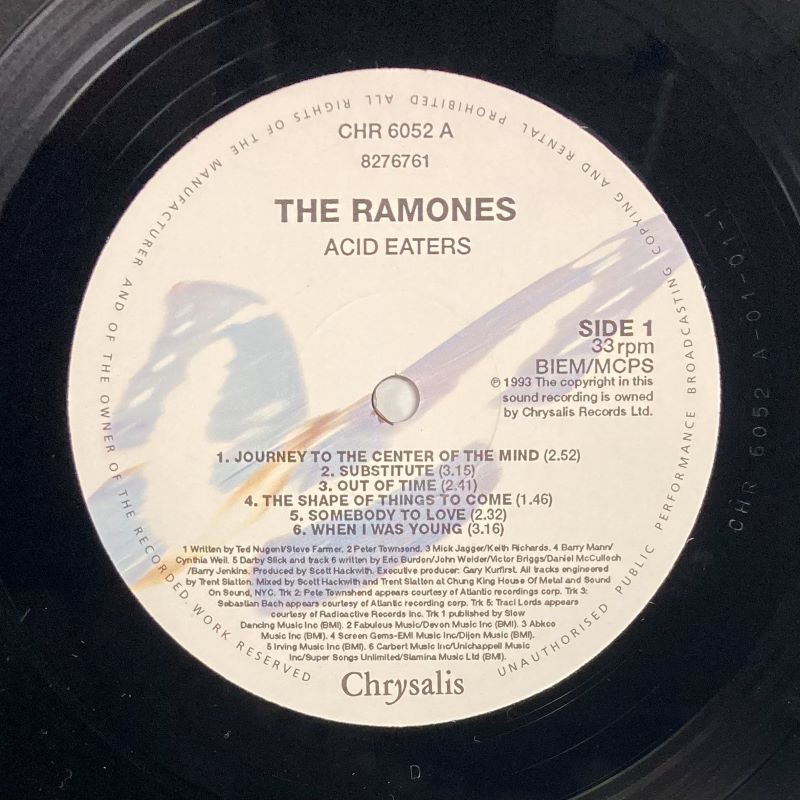 CHR 6052 A
8276761
THE RAMONES
ACID EATERS
SIDE 1
33rpm
BIEM/MCPS
℗ 1993 The copyright in this
sound recording is owned
by Chrysalis Records Ltd.
1. JOURNEY TO THE CENTER OF THE MIND (2.52)
2. SUBSTITUTE (3.15)
3. OUT OF TIME (2.41)
4. THE SHAPE OF THINGS TO COME (1.46)
5. SOMEBODY TO LOVE (2.32)
6. WHEN I WAS YOUNG (3.16)
1 Written by Ted Nugent/Steve Farmer. 2 Peter Townsend. 3 Mick Jagger/Keith Richards. 4 Barry Mann/
Cynthia Weil. 5 Darby Slick and track 6 written by Eric Burdon/John Weider/Victor Briggs/Daniel McCulloch
/Barry Jenkins. Produced by Scott Hackwith. Executive producer: Gary Kurfirst. All tracks engineered
by Trent Slatton. Mixed by Scott Hackwith and Trent Slatton at Chung King House Of Metal and Sound
On Sound, NYC. Trk 2: Pete Townshend appears courtesy of Atlantic recordings corp. Trk 3:
Sebastian Bach appears courtesy of Atlantic recording corp. Trk 5: Traci Lords appears
courtesy of Radioactive Records Inc. Trk 1 published by Slow
Dancing Music Inc (BMI). 2 Fabulous Music/Devon Music Inc (BMI). 3 Abkco
Music Inc (BMI). 4 Screen Gems-EMI Music Inc/Dijon Music (BMI).
5 Irving Music Inc (BMI). 6 Carbert Music Inc/Unichappell Music
Inc/Super Songs Unlimited/Slamina Music Ltd (BMI).
Chrysalis
ALL RIGHTS OF THE MANUFACTURER AND OF THE OWNER OF THE RECORDED WORK RESERVED
UNAUTHORISED PUBLIC PERFORMANCE BROADCASTING COPYING AND RENTAL PROHIBITED
CHR 6052 A-01-01-1
D